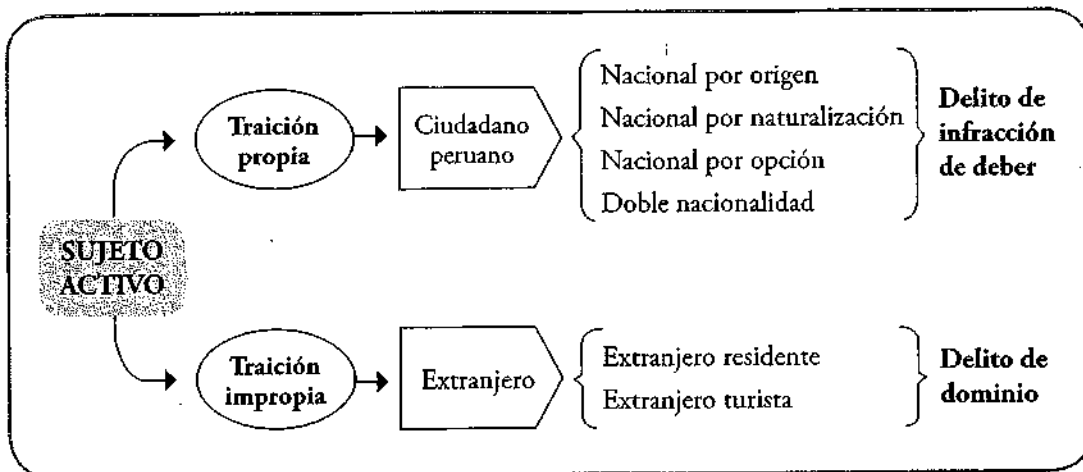 SUJETO
ACTIVO
Traición
propia
Ciudadano
peruano
Nacional por origen
Nacional por naturalización
Nacional por opción
Doble nacionalidad
Delito de
infracción
de deber
Traición
impropia
Extranjero
Extranjero residente
Extranjero turista
Delito de
dominio